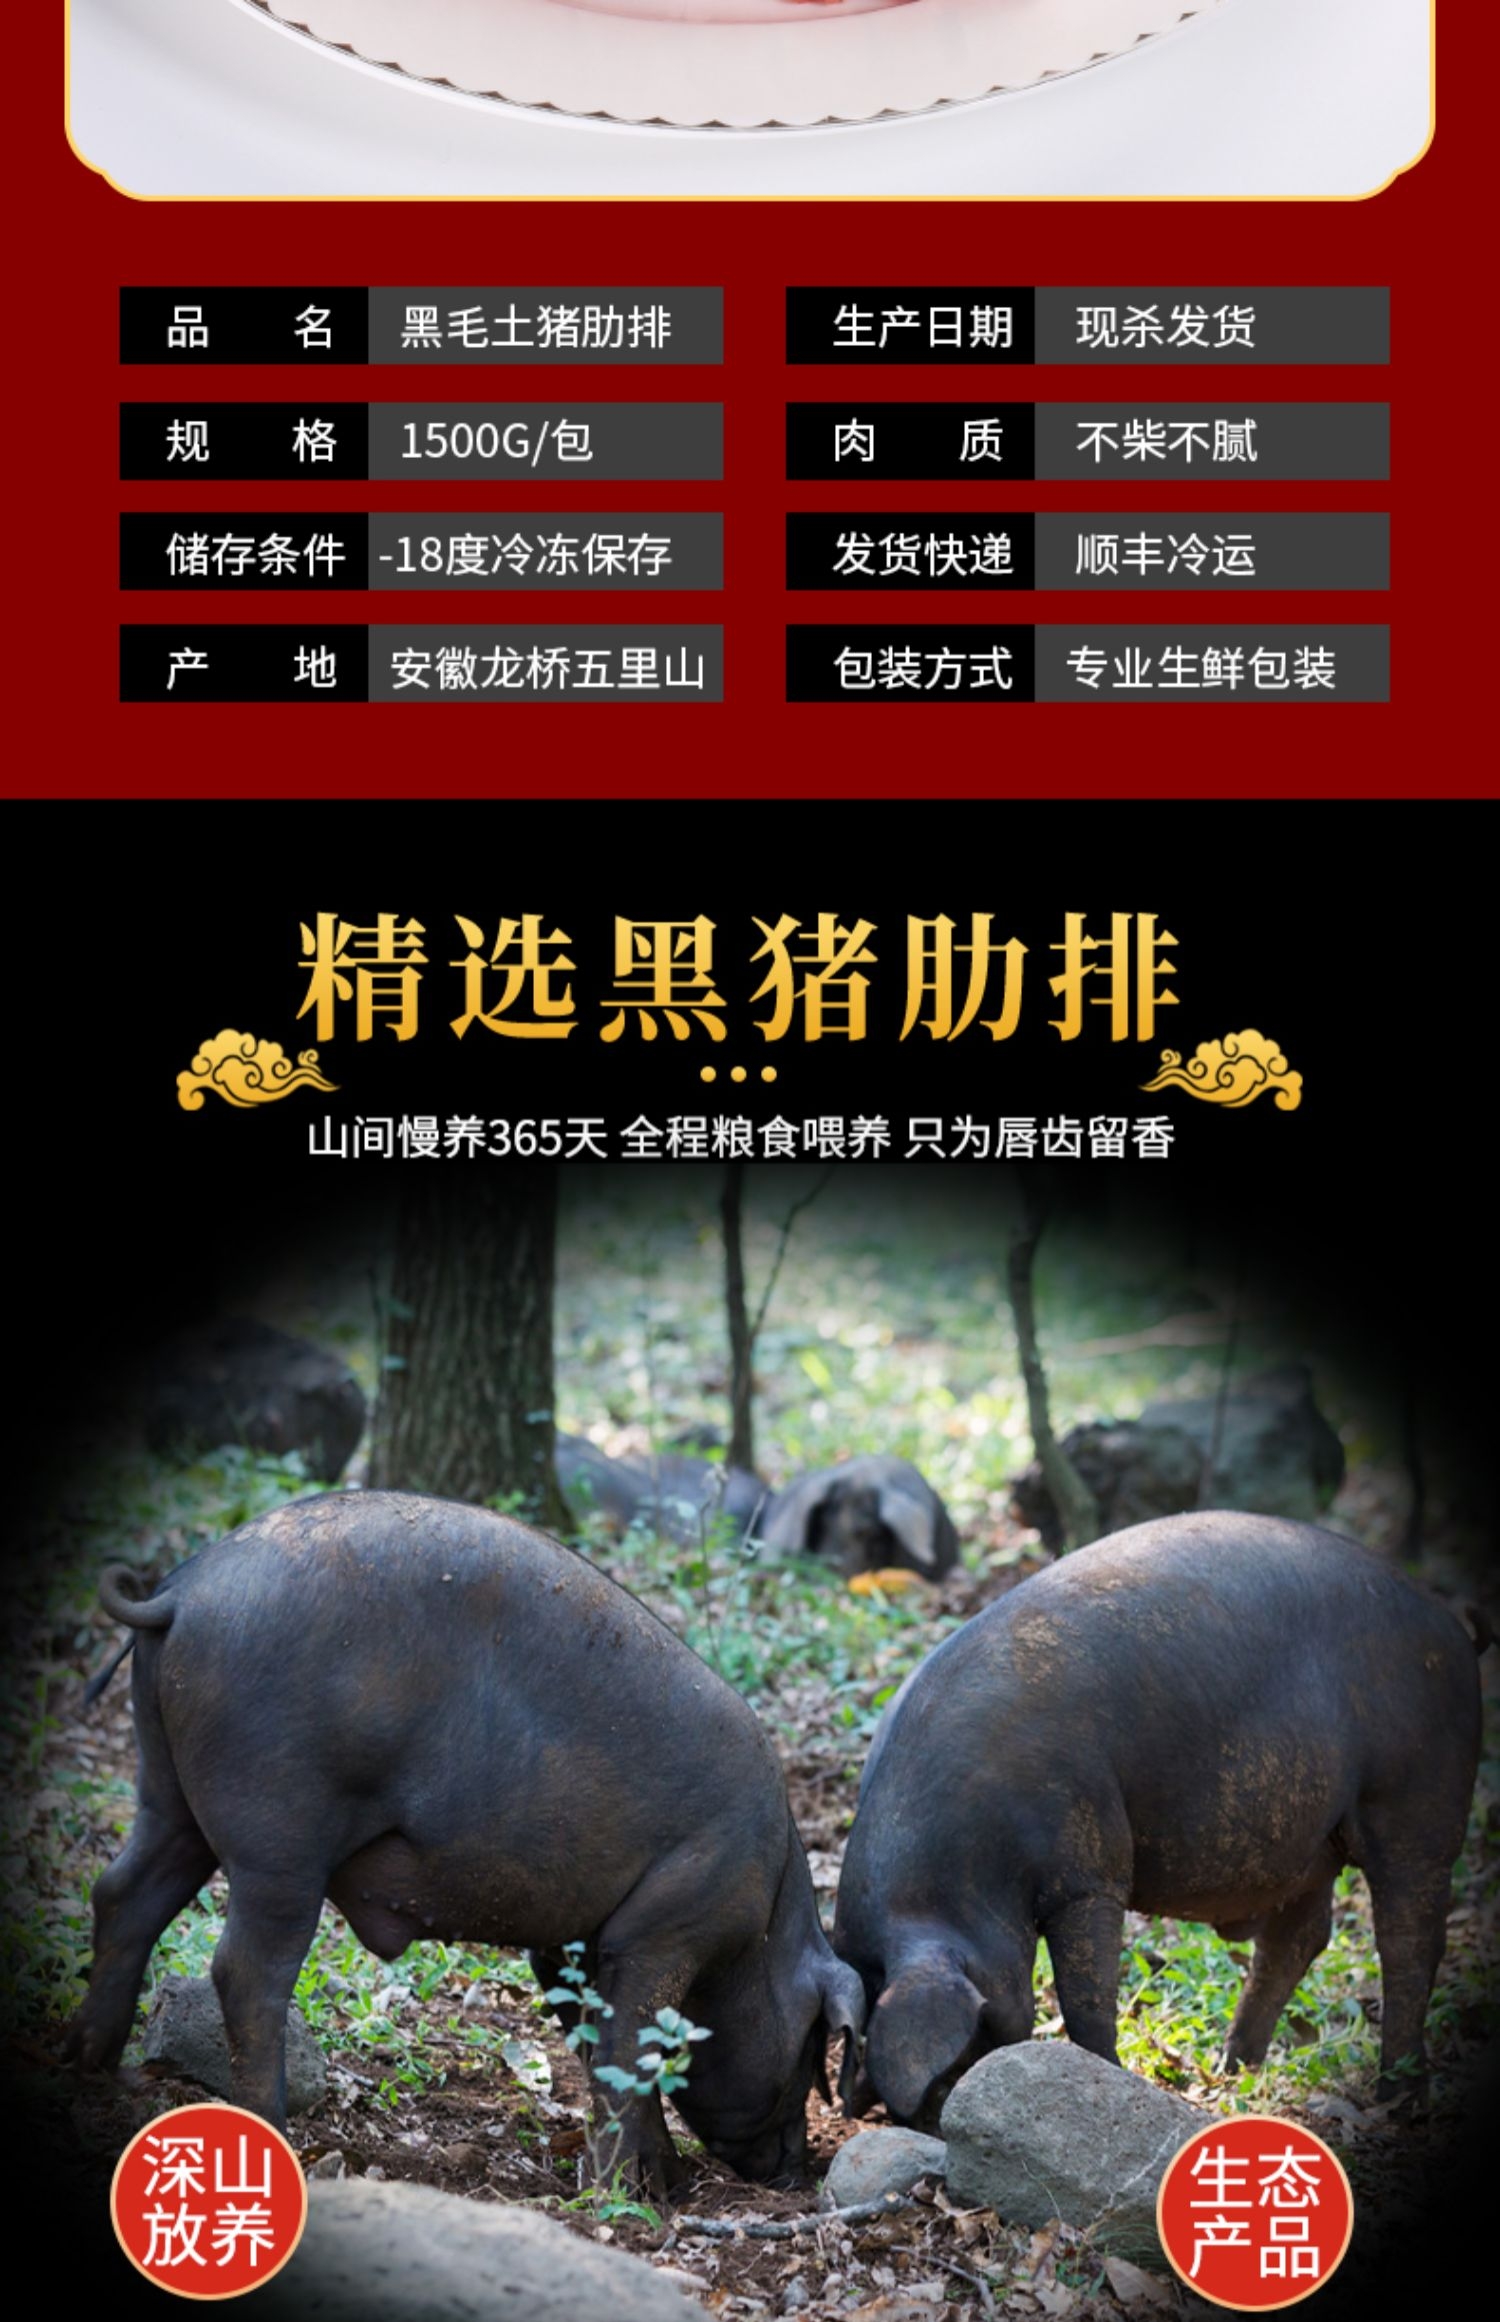 品名 黑毛土猪肋排 生产日期 现杀发货
规格 1500G/包 肉质 不柴不腻
储存条件 -18度冷冻保存 发货快递 顺丰冷运
产地 安徽龙桥五里山 包装方式 专业生鲜包装
精选黑猪肋排
山间慢养365天 全程粮食喂养 只为唇齿留香
深山
放养
生态
产品